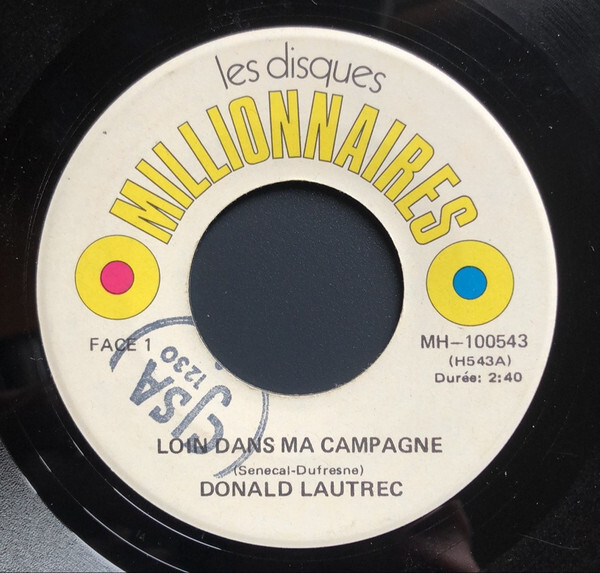 les disques
MILLIONNAIRES
FACE 1
MH-100543
(H543A)
Durée: 2:40
CJSA
1230
LOIN DANS MA CAMPAGNE
(Senecal-Dufresne)
DONALD LAUTREC